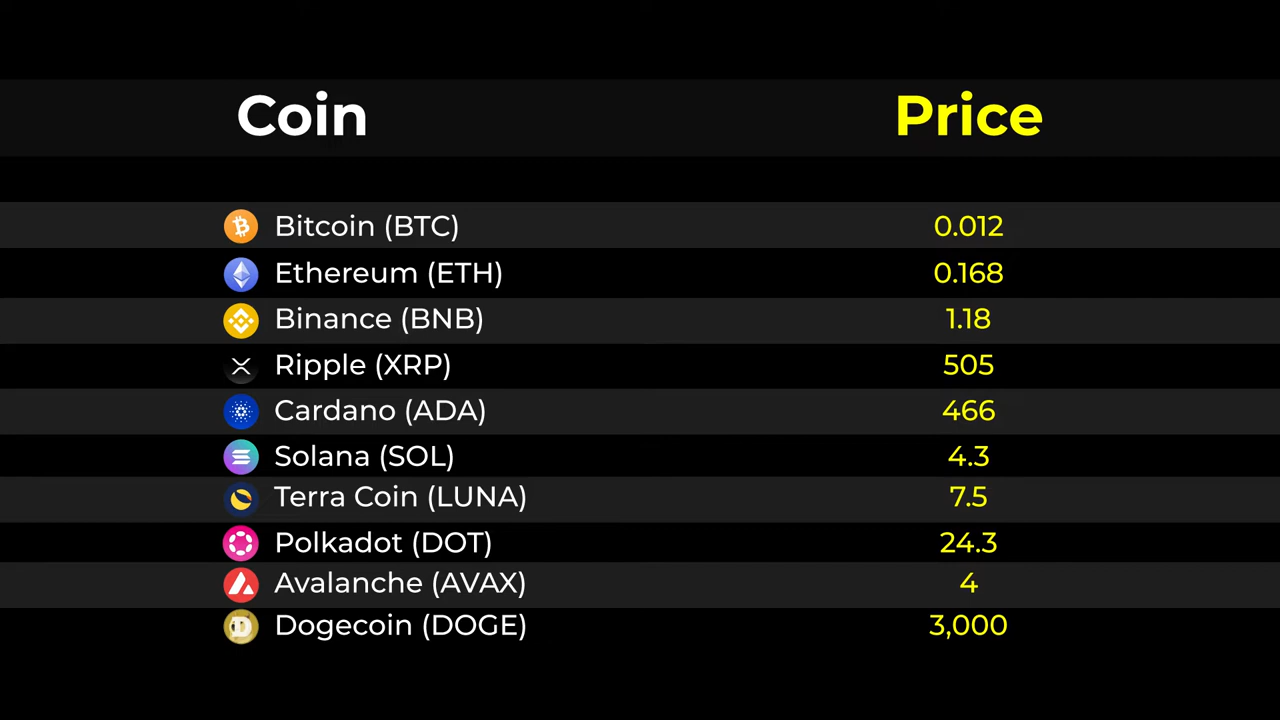 Coin Price
Bitcoin (BTC) 0.012
Ethereum (ETH) 0.168
Binance (BNB) 1.18
Ripple (XRP) 505
Cardano (ADA) 466
Solana (SOL) 4.3
Terra Coin (LUNA) 7.5
Polkadot (DOT) 24.3
Avalanche (AVAX) 4
Dogecoin (DOGE) 3,000